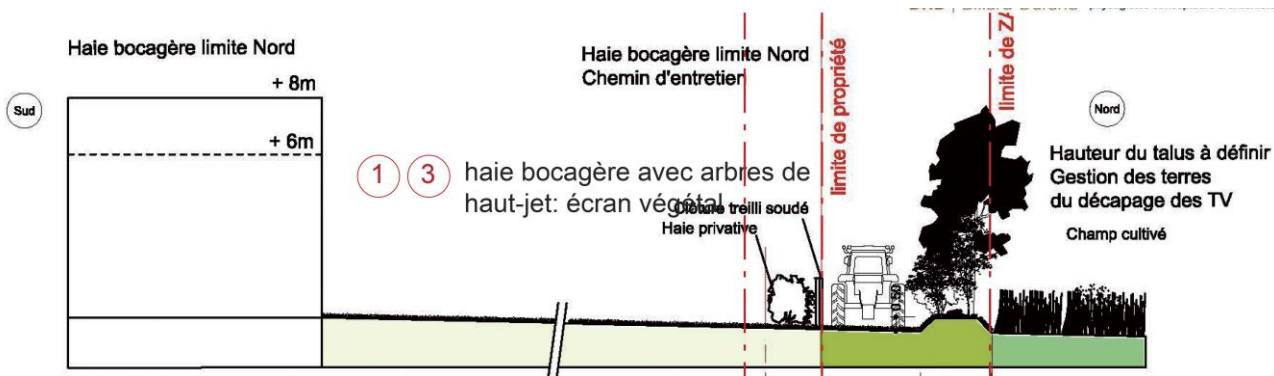 Haie bocagère limite Nord
+ 8m
+ 6m
Sud
Haie bocagère limite Nord
Chemin d'entretien
1 3
haie bocagère avec arbres de
haut-jet: écran végétal
Clôture treilli soudé
Haie privative
limite de propriété
limite de ZA
Nord
Hauteur du talus à définir
Gestion des terres
du décapage des TV
Champ cultivé